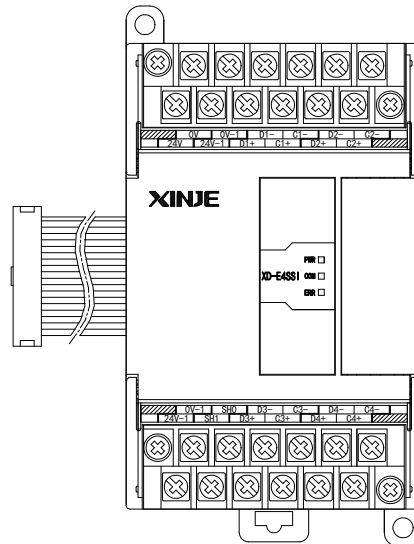 0V 0V-1 D1- C1- D2- C2-
24V 24V-1 D1+ C1+ D2+ C2+
XINJE
PWR
XD-E4SSI COM
ERR
0V-1 SH0 D3- C3- D4- C4-
24V-1 SH1 D3+ C3+ D4+ C4+